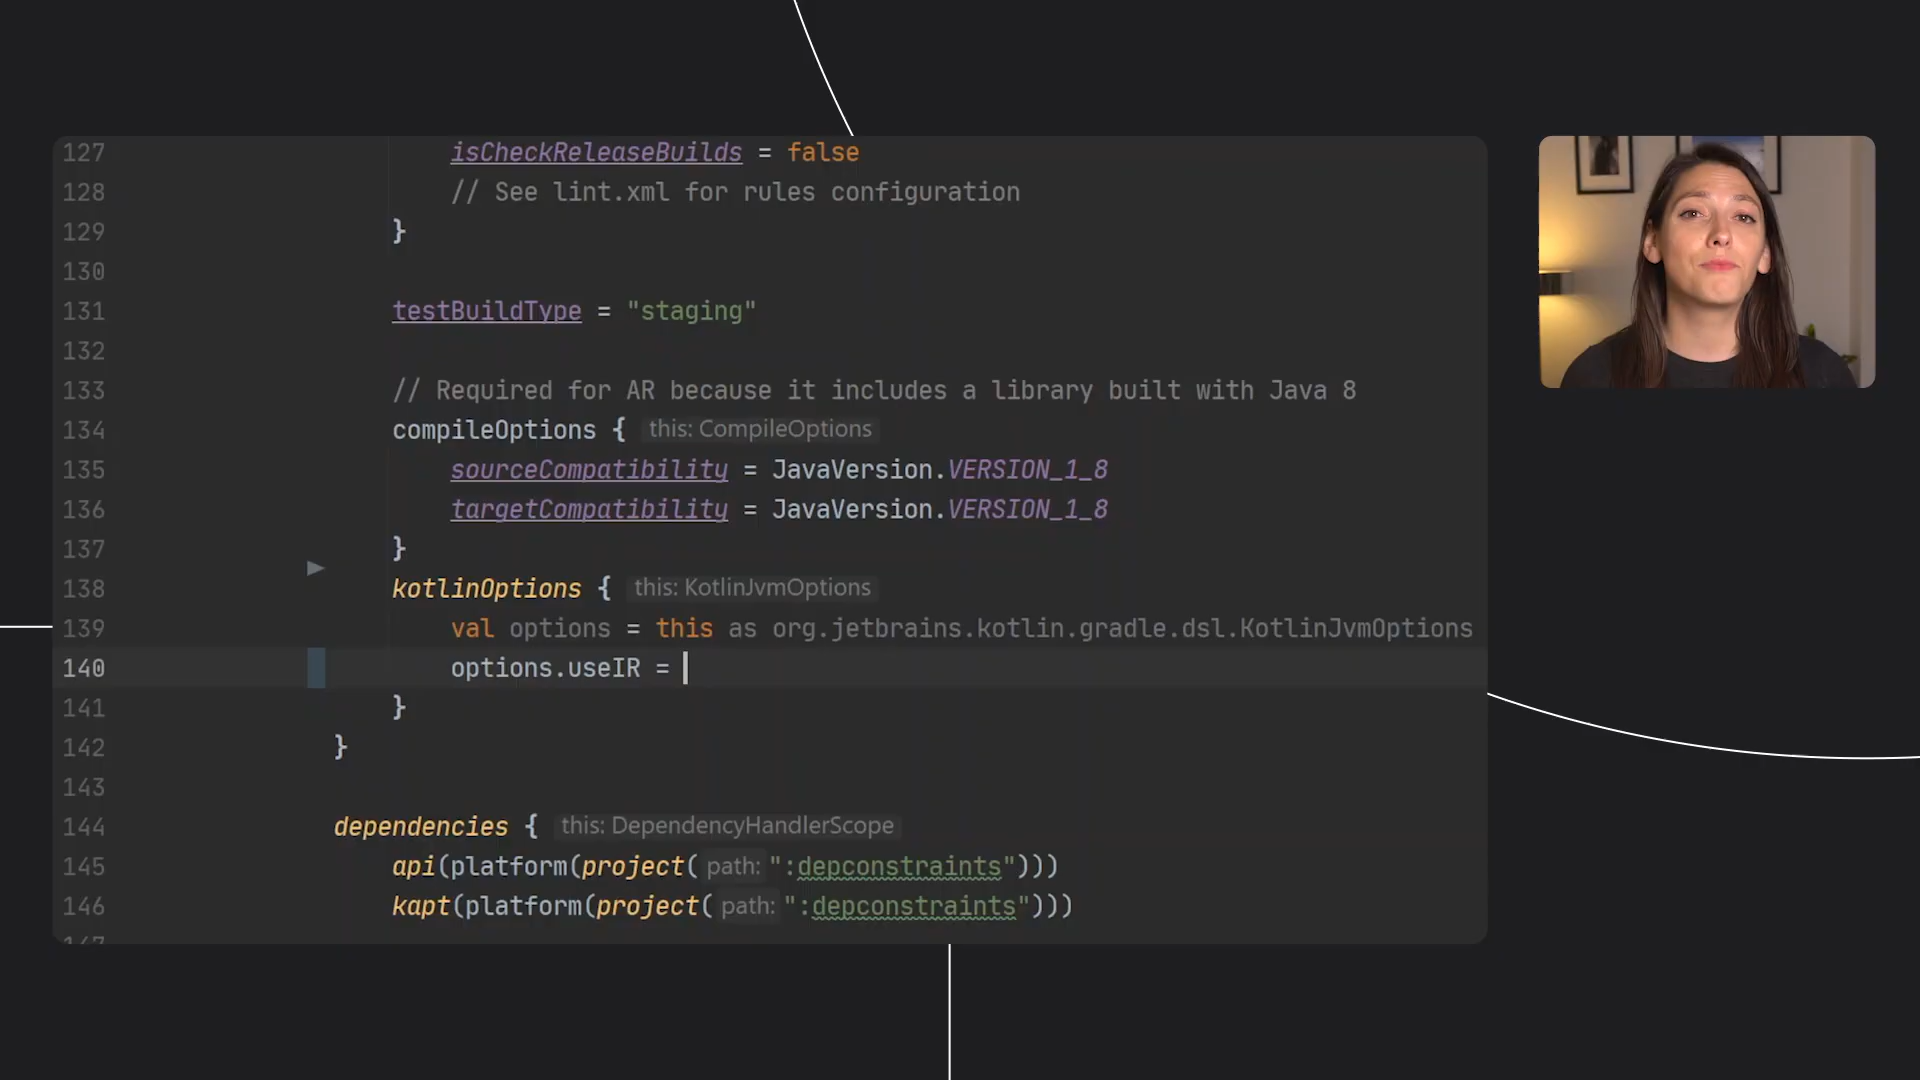 127 isCheckReleaseBuilds = false
128 // See lint.xml for rules configuration
129 }
130
131 testBuildType = "staging"
132
133 // Required for AR because it includes a library built with Java 8
134 compileOptions { this: CompileOptions
135 sourceCompatibility = JavaVersion.VERSION_1_8
136 targetCompatibility = JavaVersion.VERSION_1_8
137 }
138 kotlinOptions { this: KotlinJvmOptions
139 val options = this as org.jetbrains.kotlin.gradle.dsl.KotlinJvmOptions
140 options.useIR =
141 }
142 }
143
144 dependencies { this: DependencyHandlerScope
145 api(platform(project( path: ":depconstraints")))
146 kapt(platform(project( path: ":depconstraints")))
147